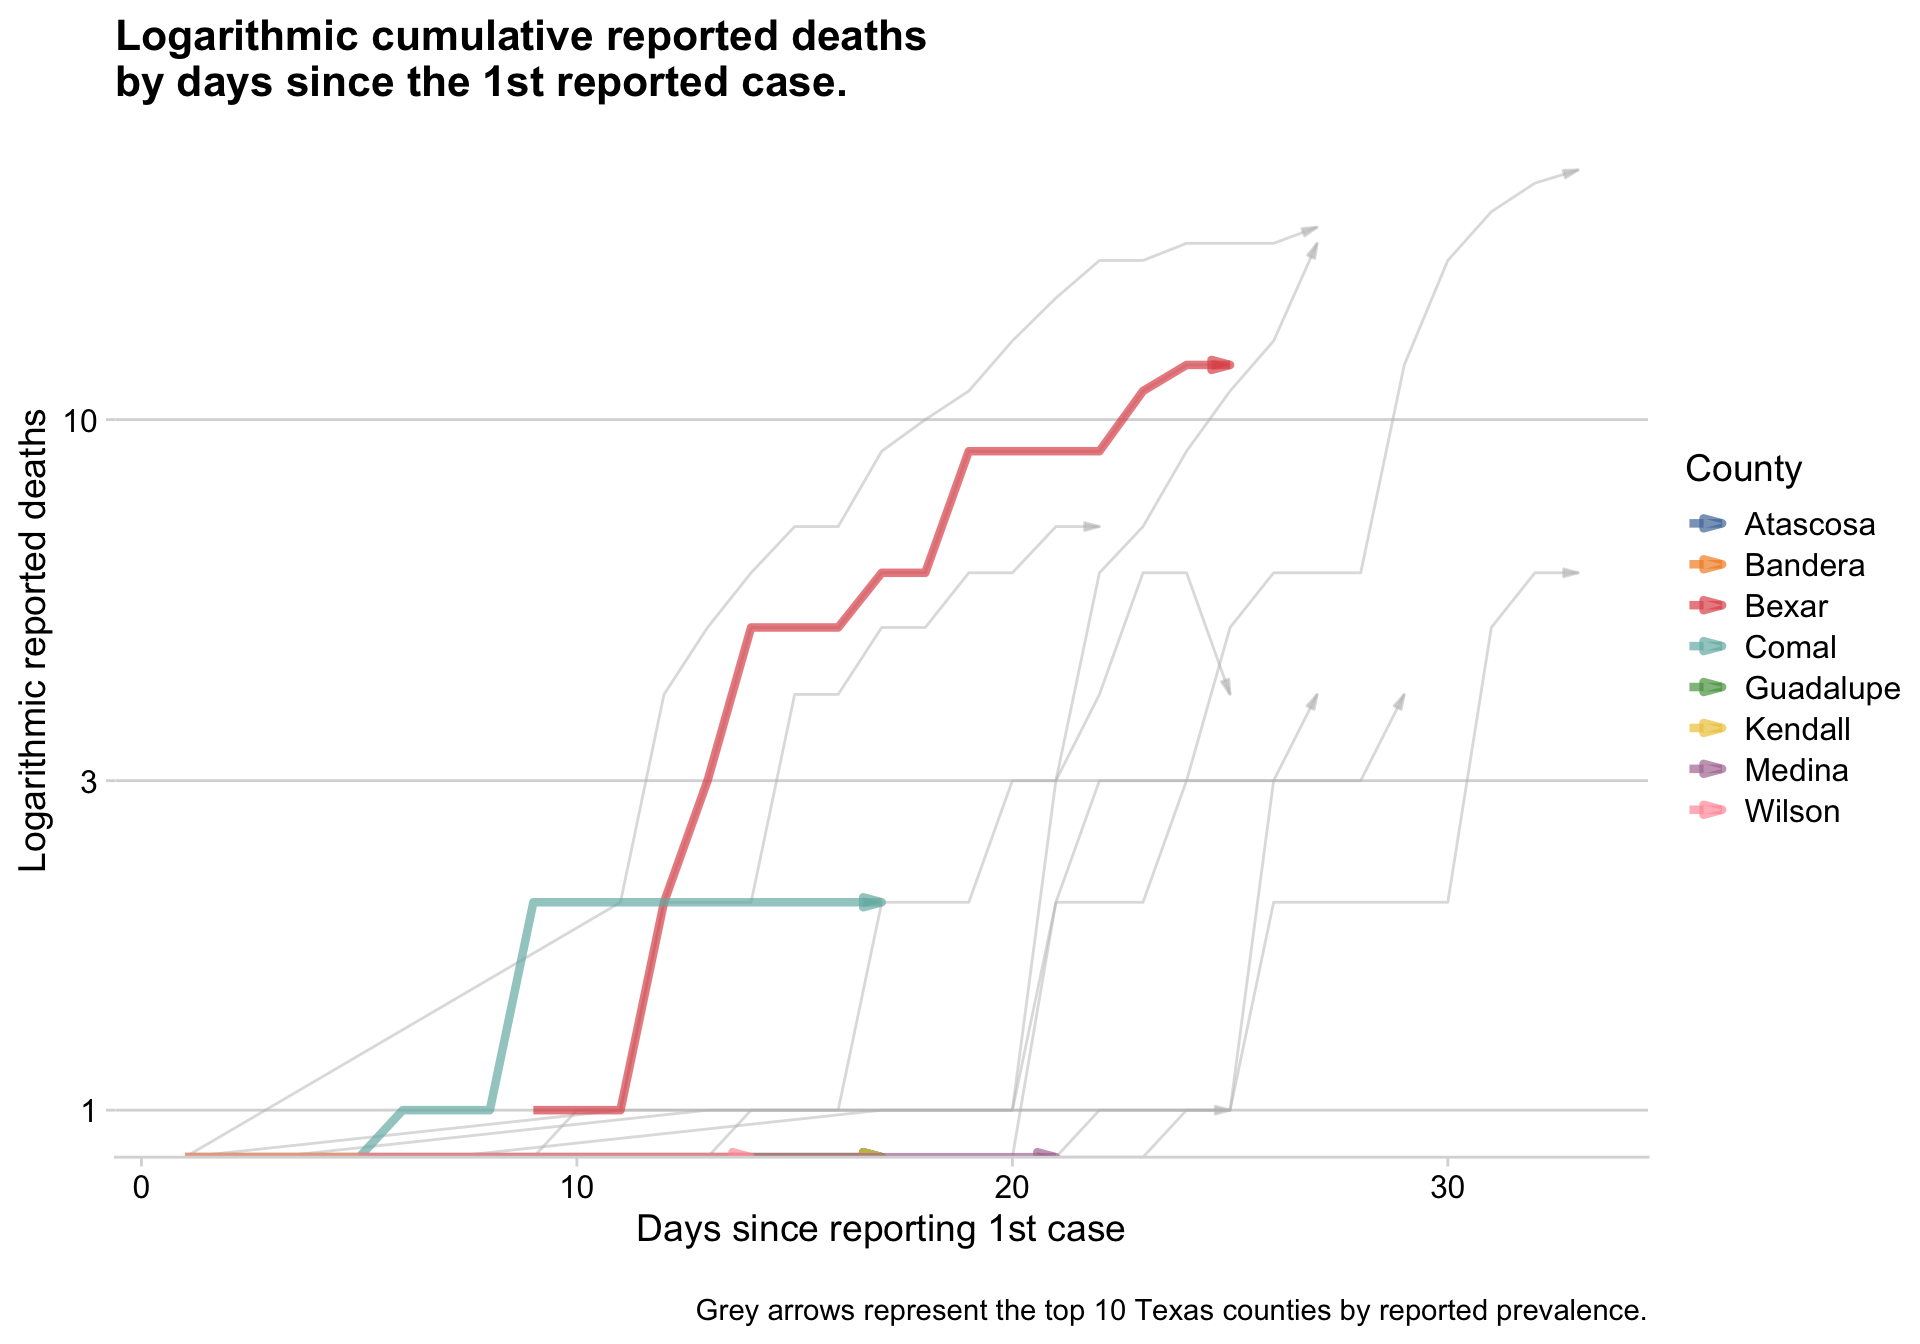 Logarithmic cumulative reported deaths
by days since the 1st reported case.
Logarithmic reported deaths
10
3
1
0
10
20
30
Days since reporting 1st case
County
Atascosa
Bandera
Bexar
Comal
Guadalupe
Kendall
Medina
Wilson
Grey arrows represent the top 10 Texas counties by reported prevalence.